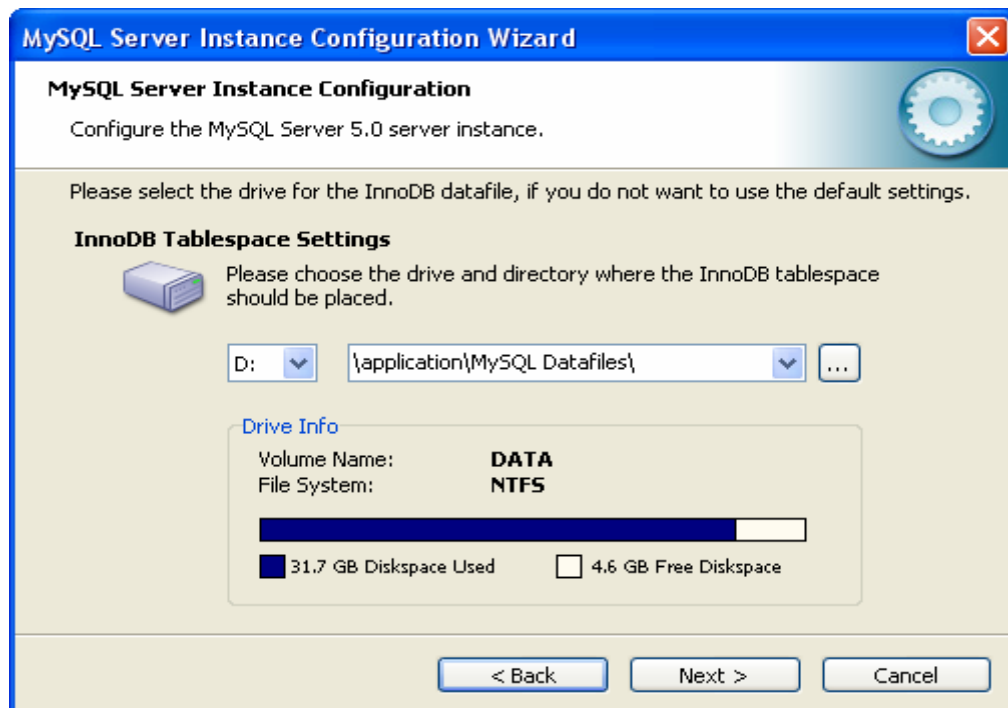 MySQL Server Instance Configuration Wizard
MySQL Server Instance Configuration
Configure the MySQL Server 5.0 server instance.
Please select the drive for the InnoDB datafile, if you do not want to use the default settings.
InnoDB Tablespace Settings
Please choose the drive and directory where the InnoDB tablespace
should be placed.
D: \application\MySQL Datafiles\ ...
Drive Info
Volume Name: DATA
File System: NTFS
31.7 GB Diskspace Used 4.6 GB Free Diskspace
< Back Next > Cancel